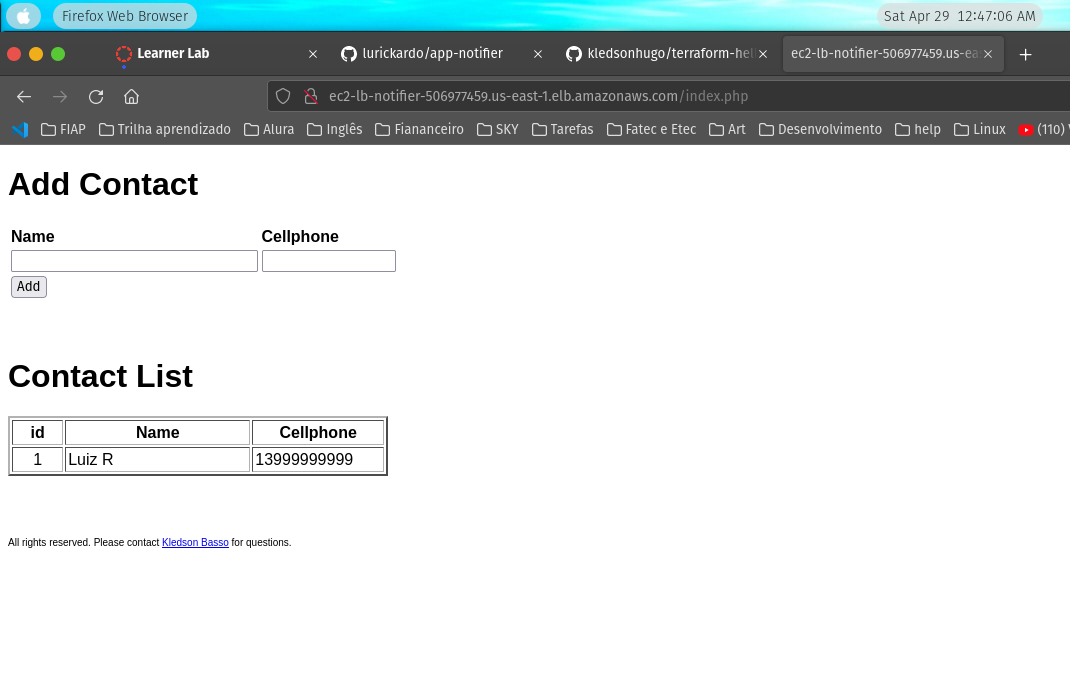 Firefox Web Browser
Sat Apr 29 12:47:06 AM
Learner Lab
lurickardo/app-notifier
kledsonhugo/terraform-hel
ec2-lb-notifier-506977459.us-ea
ec2-lb-notifier-506977459.us-east-1.elb.amazonaws.com/index.php
FIAP
Trilha aprendizado
Alura
Inglês
Fiananceiro
SKY
Tarefas
Fatec e Etec
Art
Desenvolvimento
help
Linux
(110)
Add Contact
Name Cellphone
Add
Contact List
id Name Cellphone
1 Luiz R 13999999999
All rights reserved. Please contact Kledson Basso for questions.